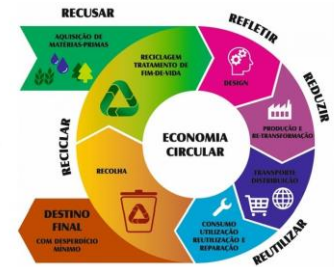 RECUSAR
AQUISIÇÃO DE
MATÉRIAS-PRIMAS
RECICLAGEM
TRATAMENTO DE
FIM-DE-VIDA
REFLETIR
DESIGN
REDUZIR
PRODUÇÃO E
RE-TRANSFORMAÇÃO
ECONOMIA
CIRCULAR
TRANSPORTE
DISTRIBUIÇÃO
REUTILIZAR
CONSUMO
UTILIZAÇÃO
REUTILIZAÇÃO E
REPARAÇÃO
RECICLAR
RECOLHA
DESTINO
FINAL
COM DESPERDÍCIO
MÍNIMO